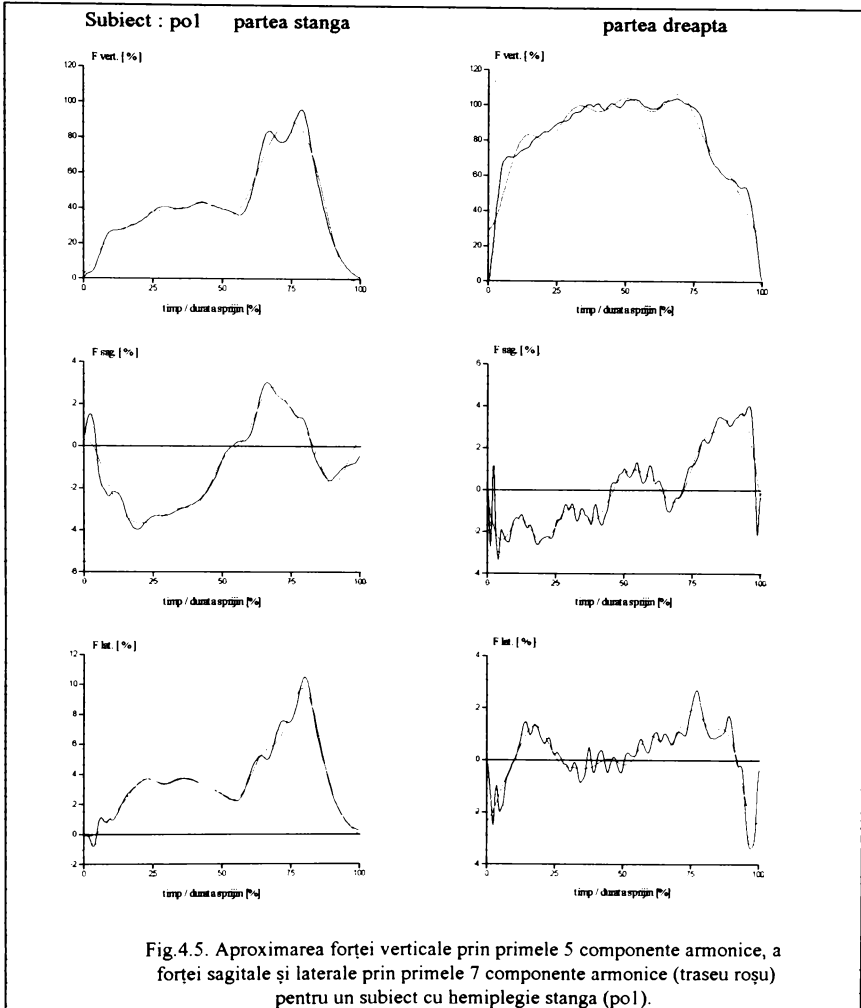 Subiect : po1 partea stanga partea dreapta
F vert. [%] F vert. [%]
120 120
100 100
80 80
60 60
40 40
20 20
0 0
0 25 50 75 100 0 25 50 75 100
timp / durata sprijin [%] timp / durata sprijin [%]
F sag. [%] F sag. [%]
4 6
2 4
0 2
-2 0
-4 -2
-6 -4
0 25 50 75 100 0 25 50 75 100
timp / durata sprijin [%] timp / durata sprijin [%]
F lat. [%] F lat. [%]
12 4
10 2
8 0
6 -2
4 -4
2
0
-2
0 25 50 75 100 0 25 50 75 100
timp / durata sprijin [%] timp / durata sprijin [%]
Fig.4.5. Aproximarea forței verticale prin primele 5 componente armonice, a
forței sagitale și laterale prin primele 7 componente armonice (traseu roșu)
pentru un subiect cu hemiplegie stanga (po1).